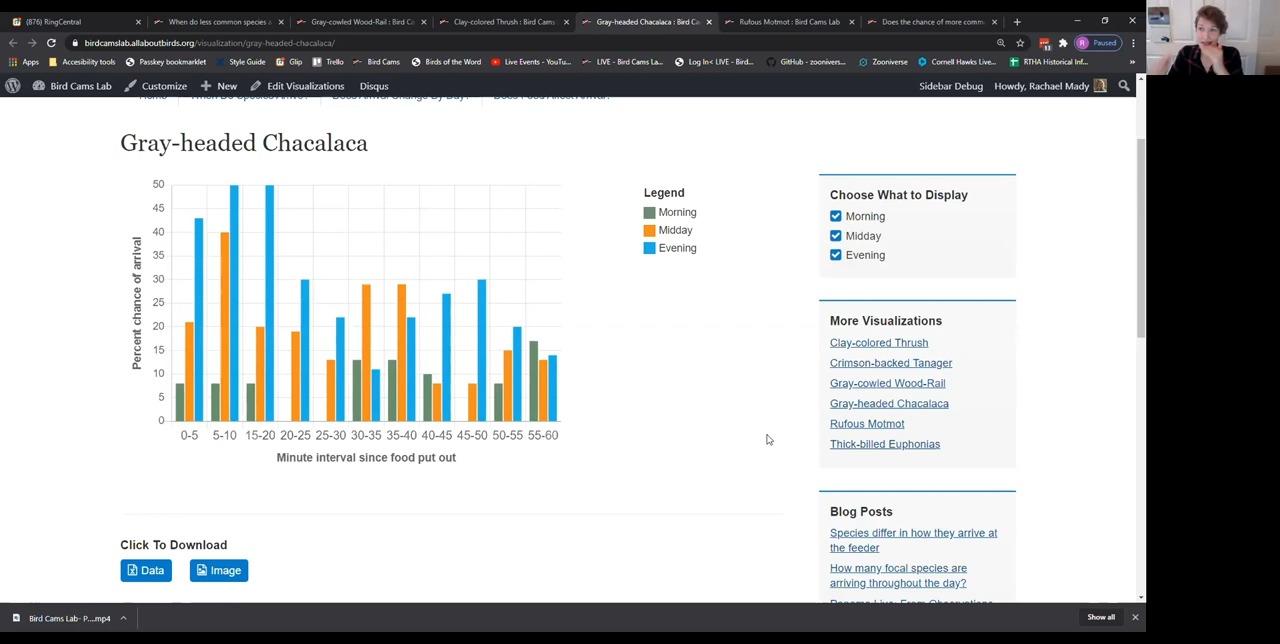 (876) RingCentral
When do less common species a
Gray-cowled Wood-Rail : Bird Ca
Clay-colored Thrush : Bird Cams
Gray-headed Chacalaca : Bird C
Rufous Motmot : Bird Cams Lab
Does the chance of more comm
birdcamslab.allaboutbirds.org/visualization/gray-headed-chacalaca/
R Paused
Apps
Accesibility tools
Passkey bookmarklet
Style Guide
Glip
Trello
Bird Cams
Birds of the Word
Live Events - YouTu...
LIVE - Bird Cams La...
Log In< LIVE - Bird...
GitHub - zoonivers...
Zooniverse
Cornell Hawks Live...
RTHA Historical Inf...
»
Bird Cams Lab
Customize
New
Edit Visualizations
Disqus
Sidebar Debug
Howdy, Rachael Mady
Gray-headed Chacalaca
50
45
40
35
30
25
20
15
10
5
0
Percent chance of arrival
0-5 5-10 15-20 20-25 25-30 30-35 35-40 40-45 45-50 50-55 55-60
Minute interval since food put out
Legend
Morning
Midday
Evening
Choose What to Display
Morning
Midday
Evening
More Visualizations
Clay-colored Thrush
Crimson-backed Tanager
Gray-cowled Wood-Rail
Gray-headed Chacalaca
Rufous Motmot
Thick-billed Euphonias
Blog Posts
Species differ in how they arrive at
the feeder
How many focal species are
arriving throughout the day?
Panama Live: From Observations
Click To Download
Data
Image
Bird Cams Lab- P....mp4
Show all